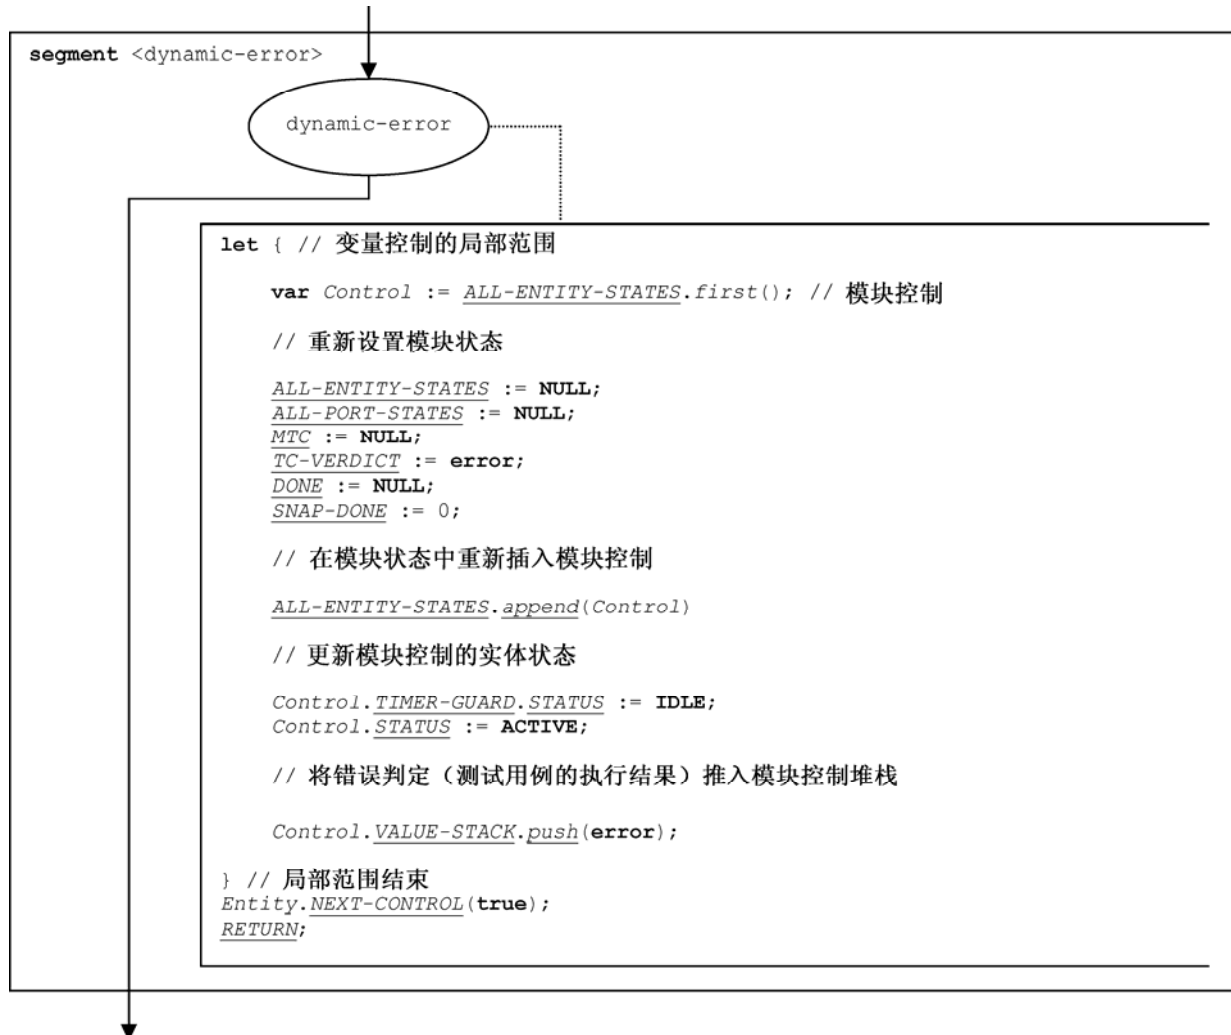 segment <dynamic-error>
dynamic-error
let { // 变量控制的局部范围
var Control := ALL-ENTITY-STATES.first(); // 模块控制
// 重新设置模块状态
ALL-ENTITY-STATES := NULL;
ALL-PORT-STATES := NULL;
MTC := NULL;
TC-VERDICT := error;
DONE := NULL;
SNAP-DONE := 0;
// 在模块状态中重新插入模块控制
ALL-ENTITY-STATES.append(Control)
// 更新模块控制的实体状态
Control.TIMER-GUARD.STATUS := IDLE;
Control.STATUS := ACTIVE;
// 将错误判定（测试用例的执行结果）推入模块控制堆栈
Control.VALUE-STACK.push(error);
} // 局部范围结束
Entity.NEXT-CONTROL(true);
RETURN;